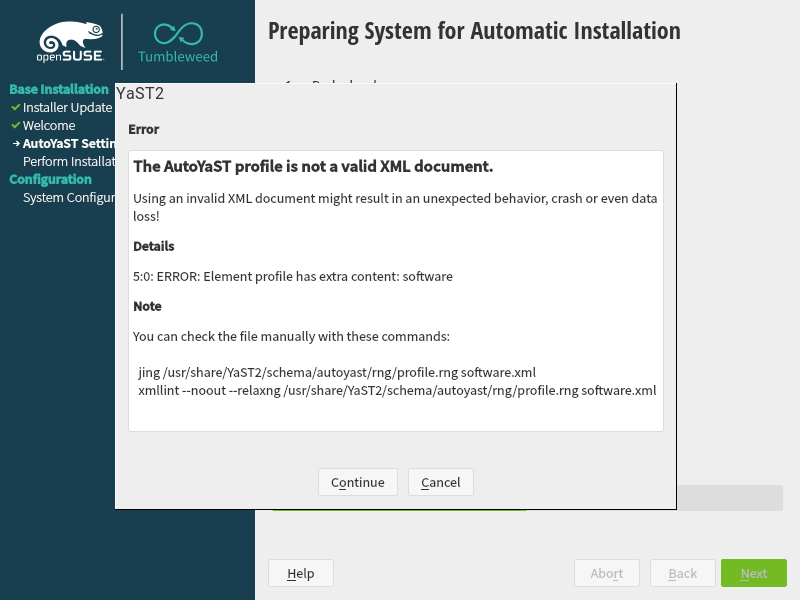 openSUSE
Tumbleweed
Preparing System for Automatic Installation
Base Installation
Installer Update
Welcome
AutoYaST Settin
Perform Installat
Configuration
System Configur
YaST2
Error
The AutoYaST profile is not a valid XML document.
Using an invalid XML document might result in an unexpected behavior, crash or even data
loss!
Details
5:0: ERROR: Element profile has extra content: software
Note
You can check the file manually with these commands:
jing /usr/share/YaST2/schema/autoyast/rng/profile.rng software.xml
xmllint --noout --relaxng /usr/share/YaST2/schema/autoyast/rng/profile.rng software.xml
Continue
Cancel
Help
Abort
Back
Next